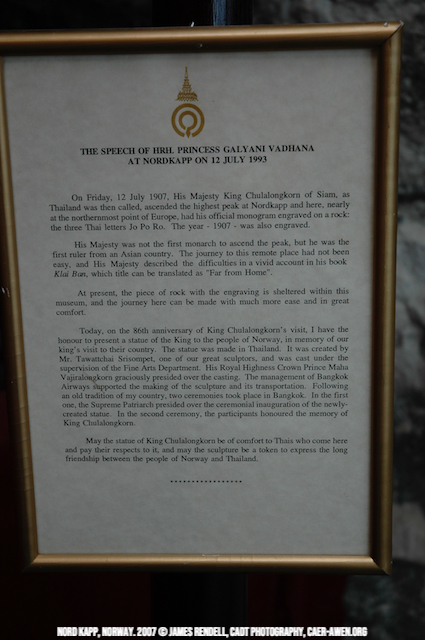 THE SPEECH OF HRH. PRINCESS GALYANI VADHANA
AT NORDKAPP ON 12 JULY 1993
On Friday, 12 July 1907, His Majesty King Chulalongkorn of Siam, as
Thailand was then called, ascended the highest peak at Nordkapp and here, nearly
at the northernmost point of Europe, had his official monogram engraved on a rock:
the three Thai letters Jo Po Ro. The year - 1907 - was also engraved.
His Majesty was not the first monarch to ascend the peak, but he was the
first ruler from an Asian country. The journey to this remote place had not been
easy, and His Majesty described the difficulties in a vivid account in his book
Klai Ban, which title can be translated as "Far from Home".
At present, the piece of rock with the engraving is sheltered within this
museum, and the journey here can be made with much more ease and in great
comfort.
Today, on the 86th anniversary of King Chulalongkorn's visit, I have the
honour to present a statue of the King to the people of Norway, in memory of our
king's visit to their country. The statue was made in Thailand. It was created by
Mr. Tawattchai Seisompet, one of our great sculptors, and was cast under the
supervision of the Fine Arts Department. His Royal Highness Crown Prince Maha
Vajiralongkorn graciously presided over the casting. The management of Bangkok
Airways supported the making of the sculpture and its transportation. Following
an old tradition of my country, two ceremonies took place in Bangkok. In the first
one, the Supreme Patriarch presided over the ceremonial inauguration of the newly-
created statue. In the second ceremony, the participants honoured the memory of
King Chulalongkorn.
May the statue of King Chulalongkorn be of comfort to Thais who come here
and pay their respects to it, and may the sculpture be a token to express the long
friendship between the people of Norway and Thailand.
.................
NORD KAPP, NORWAY. 2007 © JAMES RENDELL, CADT PHOTOGRAPHY, CAER-AWEN.ORG